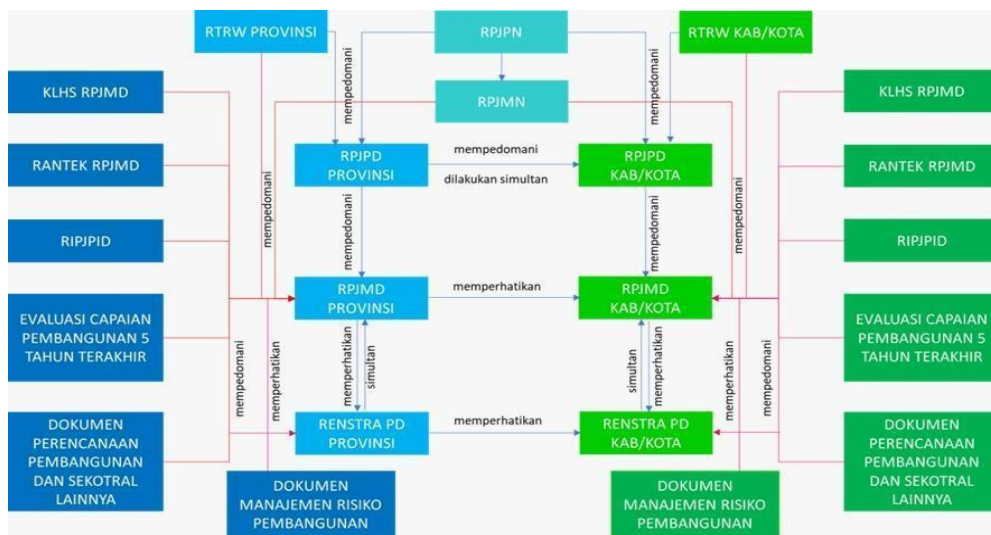 RTRW PROVINSI
RPJPN
RTRW KAB/KOTA
mempedomani
mempedomani
mempedomani
mempedomani
RPJMN
KLHS RPJMD
KLHS RPJMD
RPJPD
PROVINSI
mempedomani
dilakukan simultan
RPJPD
KAB/KOTA
RANTEK RPJMD
RANTEK RPJMD
mempedomani
mempedomani
RIPJPID
RIPJPID
RPJMD
PROVINSI
memperhatikan
RPJMD
KAB/KOTA
EVALUASI CAPAIAN
PEMBANGUNAN 5
TAHUN TERAKHIR
EVALUASI CAPAIAN
PEMBANGUNAN 5
TAHUN TERAKHIR
mempedomani
memperhatikan
memperhatikan
simultan
simultan
memperhatikan
memperhatikan
mempedomani
DOKUMEN
PERENCANAAN
PEMBANGUNAN
DAN SEKOTRAL
LAINNYA
RENSTRA PD
PROVINSI
memperhatikan
RENSTRA PD
KAB/KOTA
DOKUMEN
PERENCANAAN
PEMBANGUNAN
DAN SEKOTRAL
LAINNYA
DOKUMEN
MANAJEMEN RISIKO
PEMBANGUNAN
DOKUMEN
MANAJEMEN RISIKO
PEMBANGUNAN